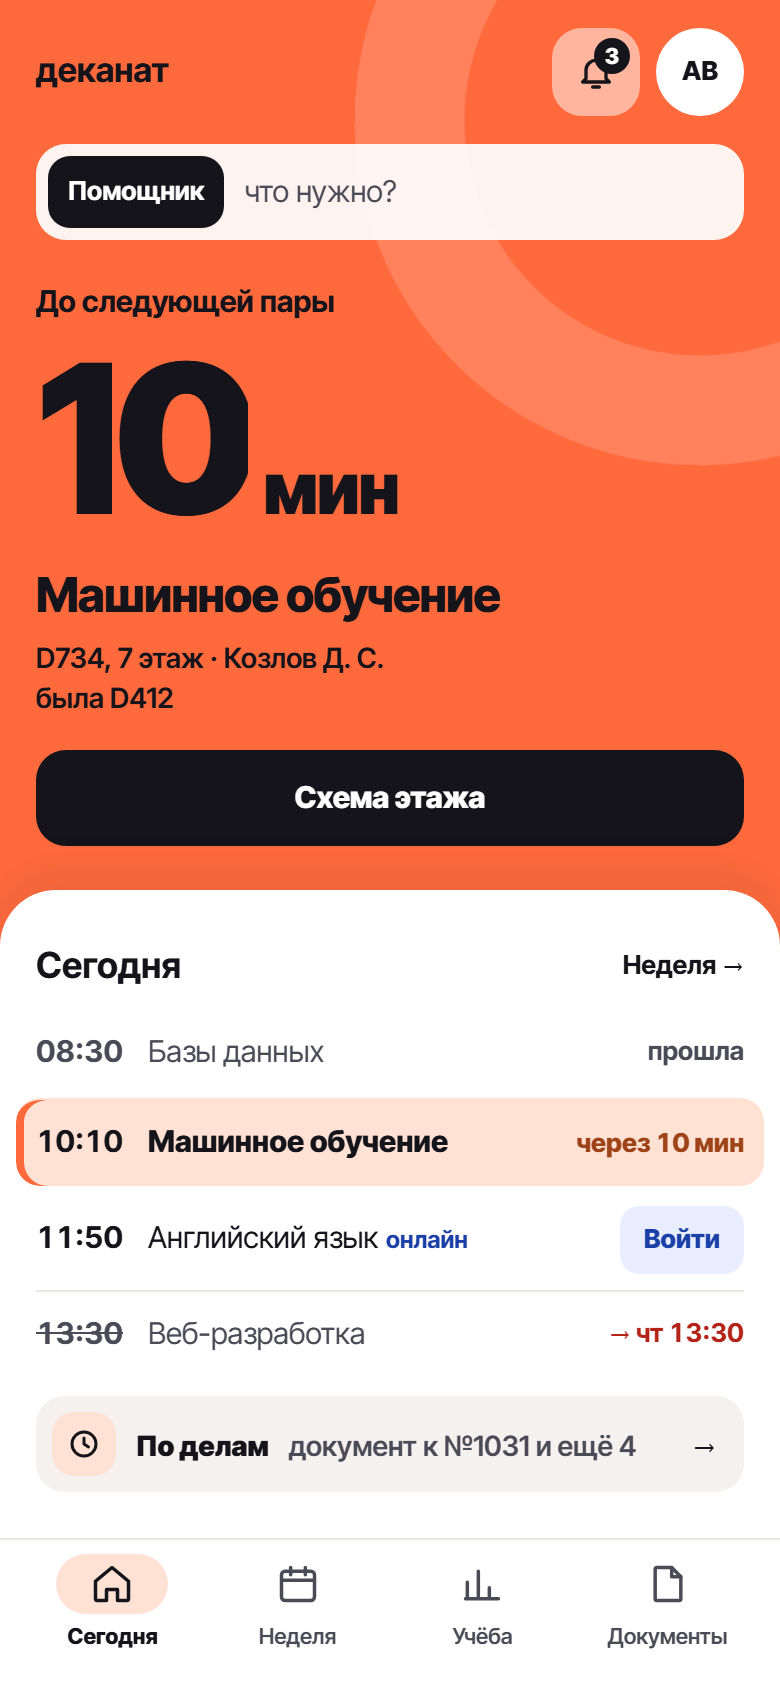 деканат
3
АВ
Помощник что нужно?
До следующей пары
10 мин
Машинное обучение
D734, 7 этаж · Козлов Д. С.
была D412
Схема этажа
Сегодня Неделя →
08:30 Базы данных прошла
10:10 Машинное обучение через 10 мин
11:50 Английский язык онлайн Войти
13:30 Веб-разработка → чт 13:30
По делам документ к №1031 и ещё 4 →
Сегодня Неделя Учёба Документы